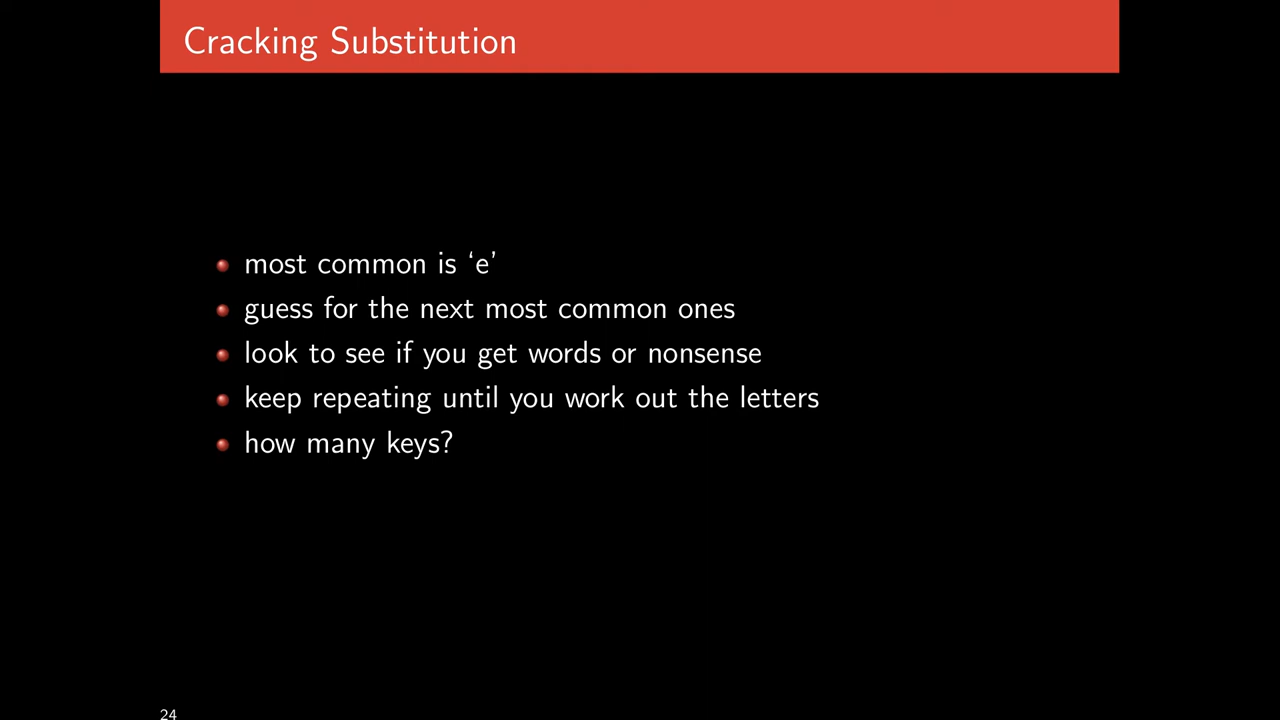 Cracking Substitution
most common is ‘e’
guess for the next most common ones
look to see if you get words or nonsense
keep repeating until you work out the letters
how many keys?
24